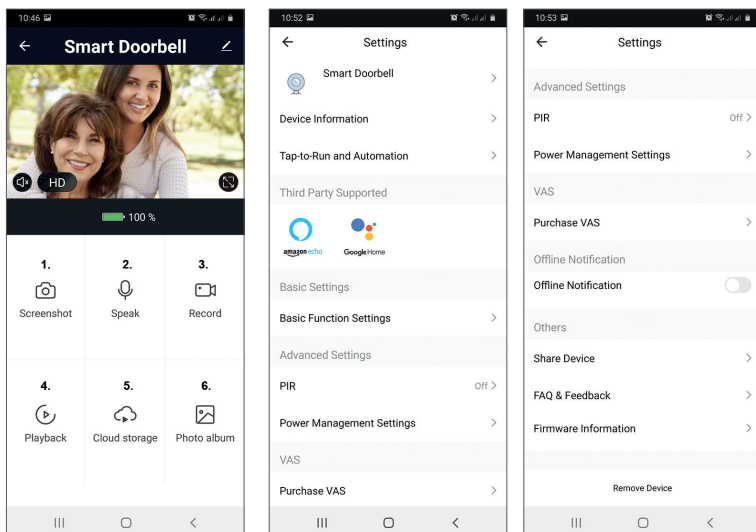 10:46
Smart Doorbell
HD
100 %
1.
2.
3.
Screenshot
Speak
Record
4.
5.
6.
Playback
Cloud storage
Photo album
10:52
Settings
Smart Doorbell
Device Information
Tap-to-Run and Automation
Third Party Supported
amazon echo
Google Home
Basic Settings
Basic Function Settings
Advanced Settings
PIR Off
Power Management Settings
VAS
Purchase VAS
10:53
Settings
Advanced Settings
PIR Off
Power Management Settings
VAS
Purchase VAS
Offline Notification
Offline Notification
Others
Share Device
FAQ & Feedback
Firmware Information
Remove Device